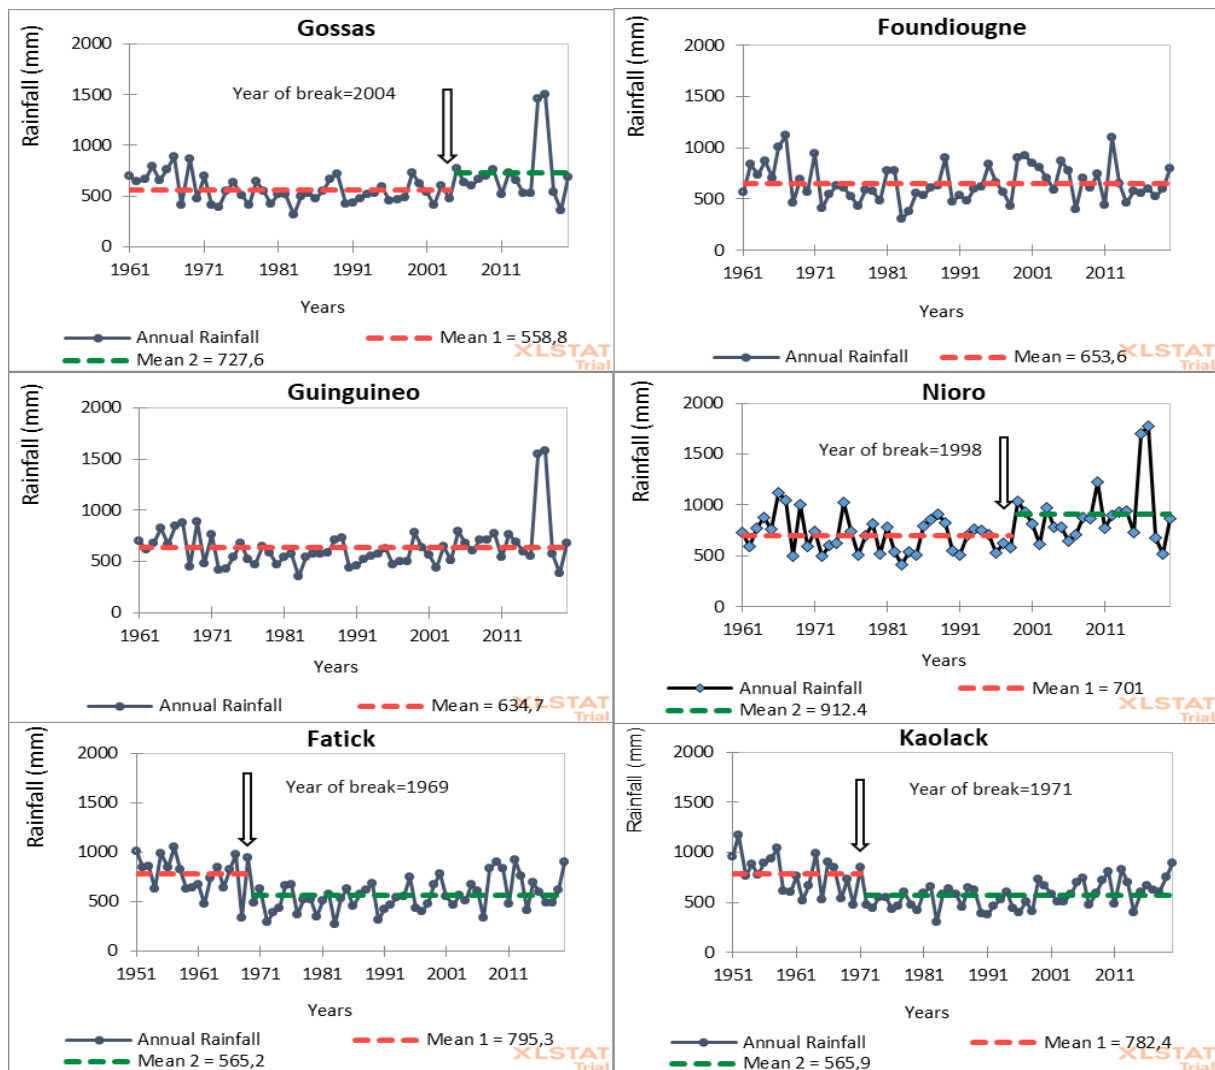 Gossas
Rainfall (mm)
2000
1500
1000
500
0
Year of break=2004
1961 1971 1981 1991 2001 2011
Years
Annual Rainfall Mean 1 = 558,8
Mean 2 = 727,6
XLSTAT
Trial
Foundiougne
Rainfall (mm)
2000
1500
1000
500
0
1961 1971 1981 1991 2001 2011
Years
Annual Rainfall Mean = 653,6
XLSTAT
Trial
Guinguineo
Rainfall (mm)
2000
1500
1000
500
0
1961 1971 1981 1991 2001 2011
Years
Annual Rainfall Mean = 634,7
XLSTAT
Trial
Nioro
Rainfall (mm)
2000
1500
1000
500
0
Year of break=1998
1961 1971 1981 1991 2001 2011
Years
Annual Rainfall Mean 1 = 701
Mean 2 = 912.4
XLSTAT
Trial
Fatick
Rainfall (mm)
2000
1500
1000
500
0
Year of break=1969
1951 1961 1971 1981 1991 2001 2011
Years
Annual Rainfall Mean 1 = 795,3
Mean 2 = 565,2
XLSTAT
Trial
Kaolack
Rainfall (mm)
2000
1500
1000
500
0
Year of break=1971
1951 1961 1971 1981 1991 2001 2011
Years
Annual Rainfall Mean 1 = 782,4
Mean 2 = 565,9
XLSTAT
Trial